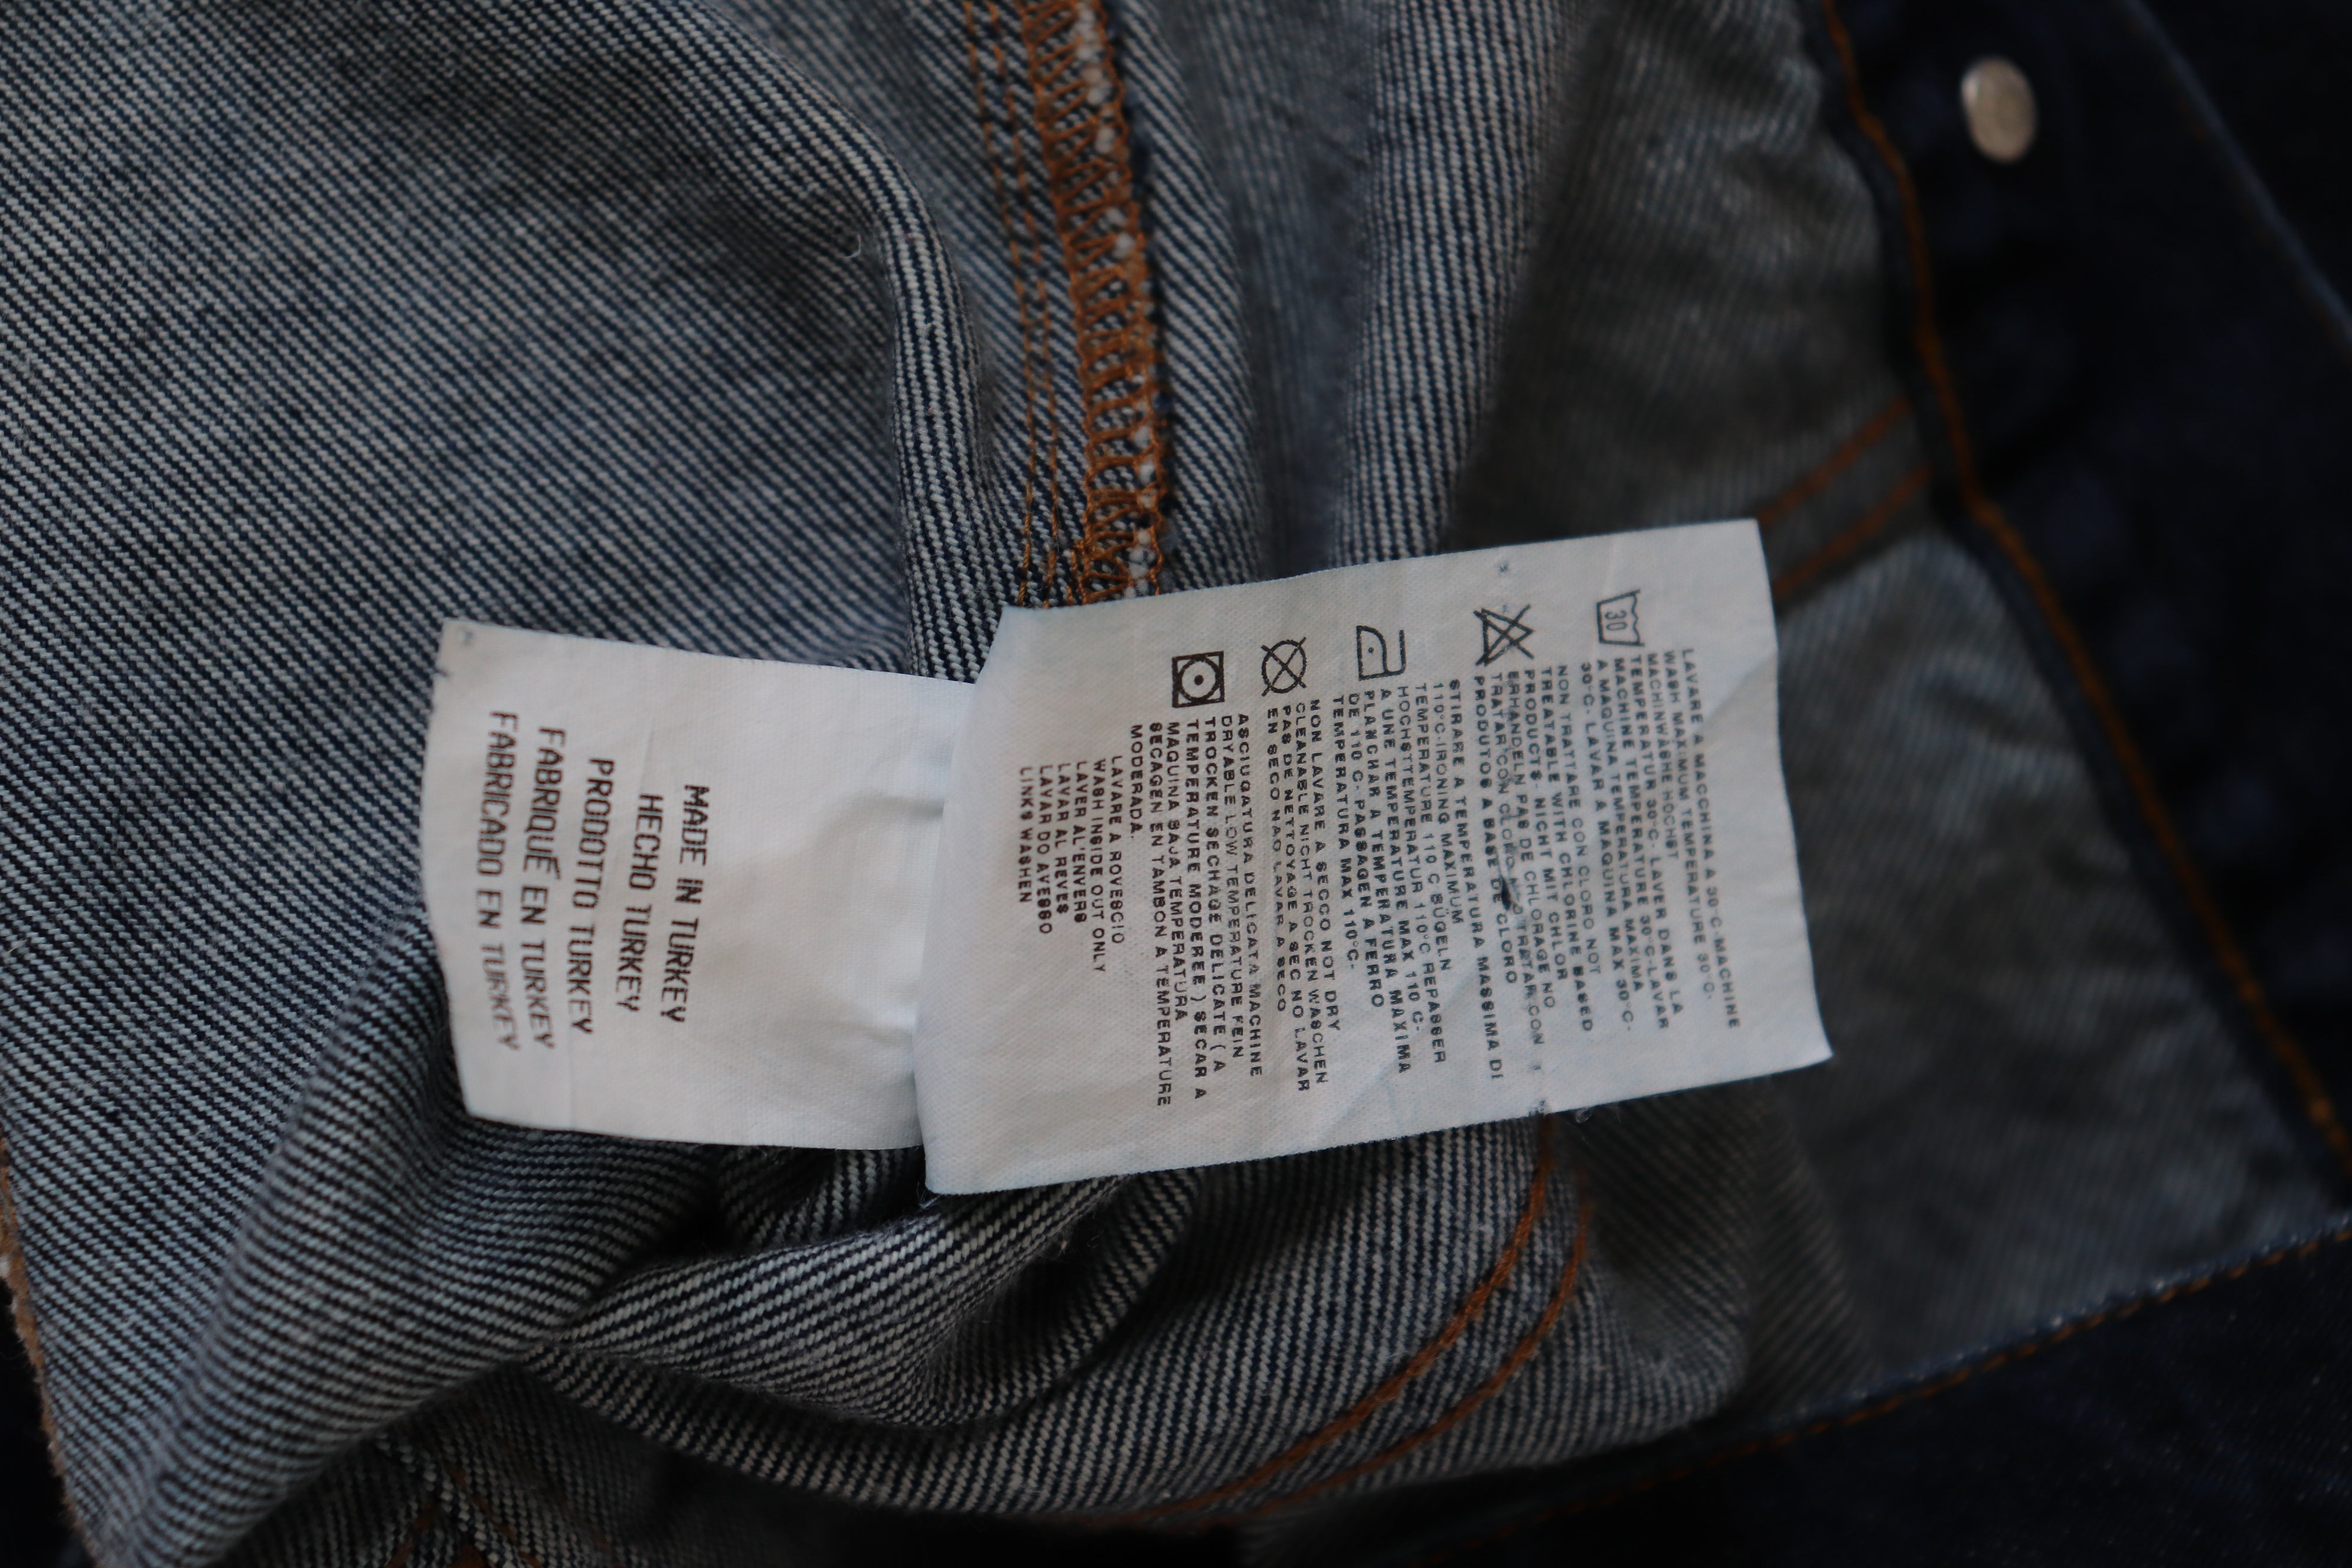 30
LAVARE A MACCHINA A 30°C-MACHINE
WASH MAXIMUM TEMPERATURE 30°C-
MACHINWÄSHE HÖCHST
TEMPERATUR 30°C- LAVER DANS LA
MACHINE TEMPERATURE 30°C-LAVAR
A MAQUINA TEMPERATURA MAXIMA
30°C- LAVAR A MAQUINA MAX 30°C-
NON TRATTARE CON CLORO NOT
TREATABLE WITH CHLORINE BASED
PRODUCTS- NICHT MIT CHLOR
ERHANDELN PAS DE CHLORAGE NO
TRATAR CON CLORO TRATAR CON
PRODUTOS A BASE DE CLORO
STIRARE A TEMPERATURA MASSIMA DI
110°C-IRONING MAXIMUM
TEMPERATURE 110 C BÜGELN
HOCHSTTEMPERATUR 110°C REPASSER
A UNE TEMPERATURE MAX 110 C-
PLANCHAR A TEMPERATURA MAXIMA
DE 110 C- PASSAGEN A FERRO
TEMPERATURA MAX 110°C-
NON LAVARE A SECCO NOT DRY
CLEANABLE NICHT TROCKEN WASCHEN
PAS DE NETTOYAGE A SEC NO LAVAR
EN SECO NAO LAVAR A SECO
ASCIUGATURA DELICATA MACHINE
DRYABLE LOW TEMPERATURE FEIN
TROCKEN SECHAGE DELICATE ( A
TEMPERATURE MODEREE ) SECAR A
MAQUINA BAJA TEMPERATURA
SECAGEN EN TAMBON A TEMPERATURE
MODERADA.
LAVARE A ROVESCIO
WASH INSIDE OUT ONLY
LAVER AL'ENVERS
LAVAR AL REVES
LAVAR DO AVESSO
LINKS WASHEN
MADE IN TURKEY
HECHO TURKEY
PRODOTTO TURKEY
FABRIQUÉ EN TURKEY
FABRICADO EN TURKEY